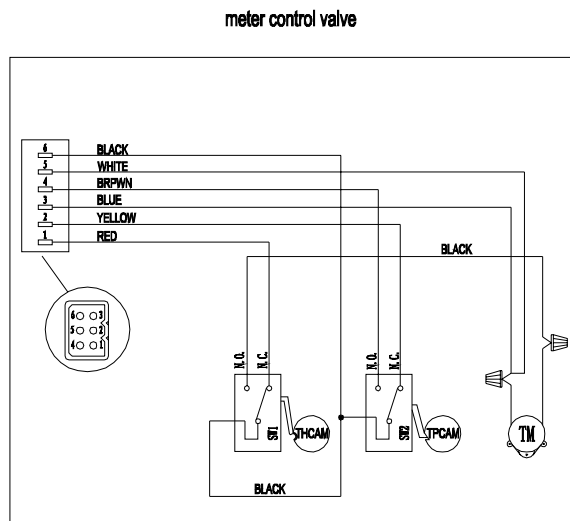 meter control valve
6 BLACK
5 WHITE
4 BRPWN
3 BLUE
2 YELLOW
1 RED
BLACK
6 3
5 2
4 1
N.O. N.C. N.O. N.C.
SW1 THCAM SW2 TPCAM TM
BLACK